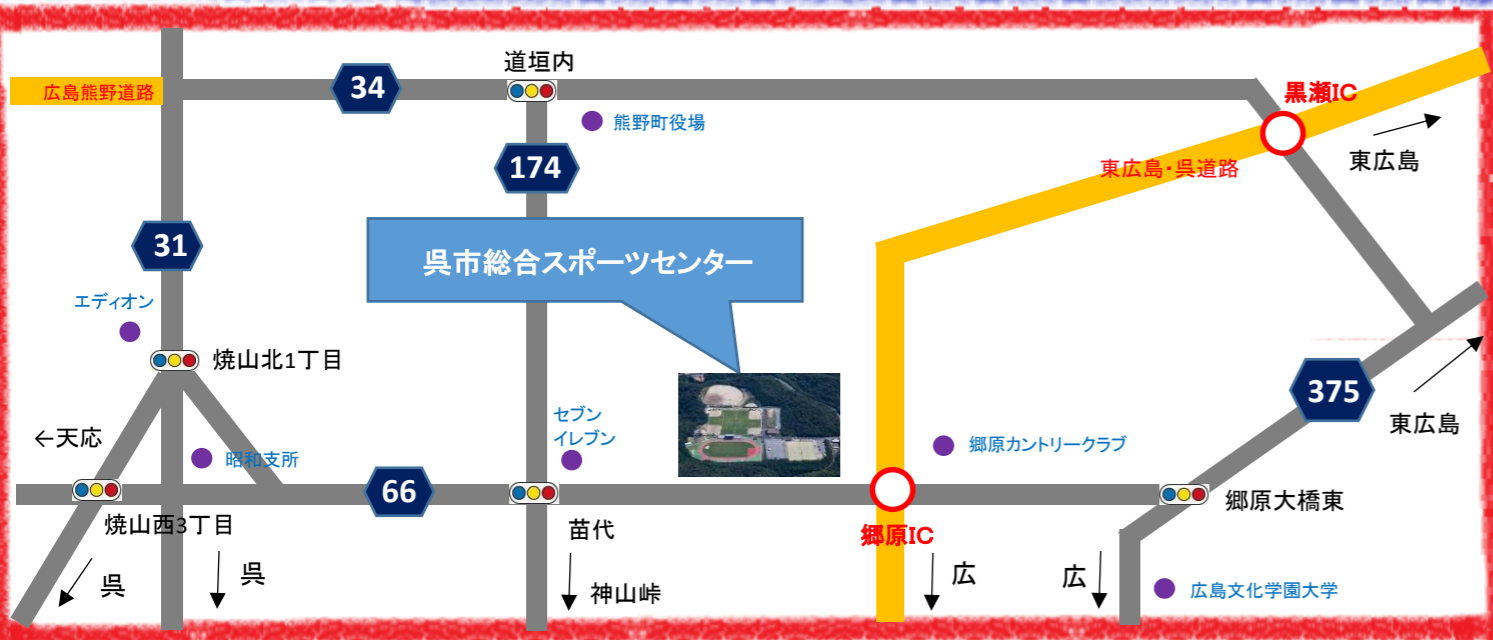 道垣内
広島熊野道路
34
黒瀬IC
熊野町役場
東広島
174
東広島・呉道路
31
呉市総合スポーツセンター
エディオン
焼山北1丁目
375
セブン
イレブン
東広島
←天応
昭和支所
郷原カントリークラブ
66
郷原大橋東
焼山西3丁目
苗代
郷原IC
呉
呉
神山峠
広
広
広島文化学園大学